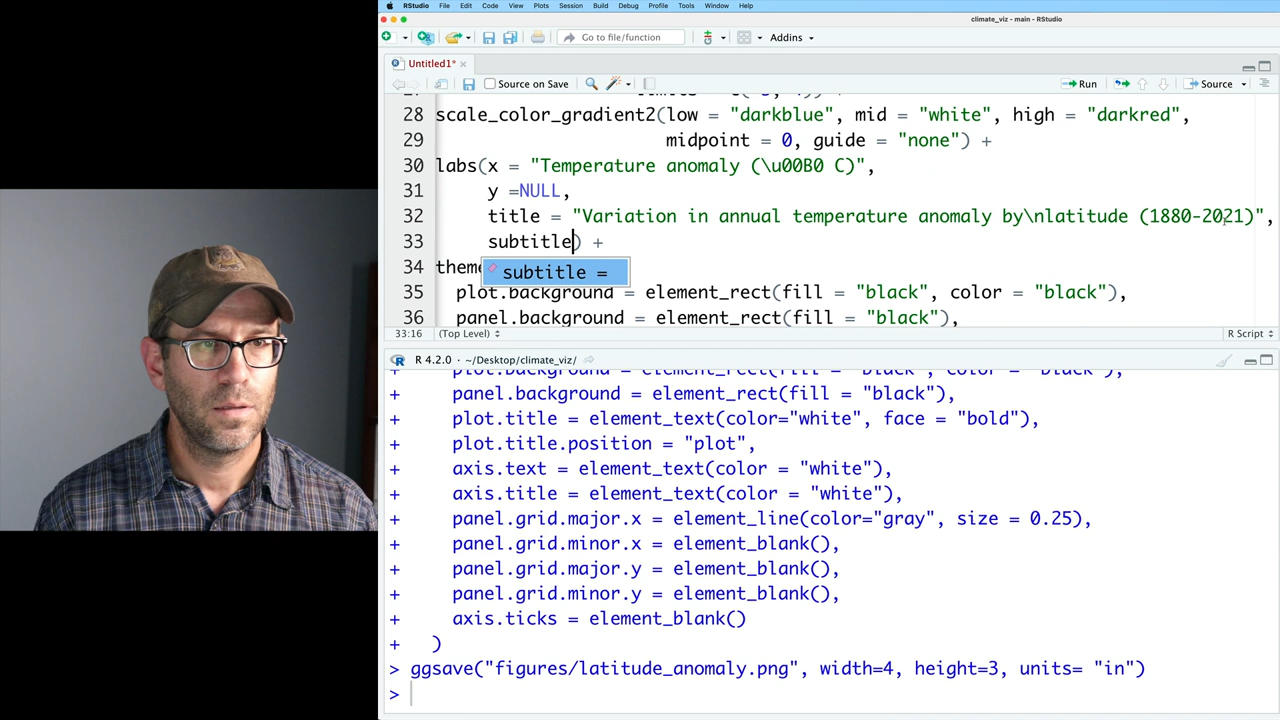 RStudio File Edit Code View Plots Session Build Debug Profile Tools Window Help
climate_viz - main - RStudio
Go to file/function Addins
Untitled1*
Source on Save Run Source
28 scale_color_gradient2(low = "darkblue", mid = "white", high = "darkred",
29 midpoint = 0, guide = "none") +
30 labs(x = "Temperature anomaly (\u00B0 C)",
31 y =NULL,
32 title = "Variation in annual temperature anomaly by\nlatitude (1880-2021)",
33 subtitle) +
34 theme
subtitle =
35 plot.background = element_rect(fill = "black", color = "black"),
36 panel.background = element_rect(fill = "black"),
33:16 (Top Level) R Script
R 4.2.0 · ~/Desktop/climate_viz/
+ plot.background = element_rect(fill = "black", color = "black"),
+ panel.background = element_rect(fill = "black"),
+ plot.title = element_text(color="white", face = "bold"),
+ plot.title.position = "plot",
+ axis.text = element_text(color = "white"),
+ axis.title = element_text(color = "white"),
+ panel.grid.major.x = element_line(color="gray", size = 0.25),
+ panel.grid.minor.x = element_blank(),
+ panel.grid.major.y = element_blank(),
+ panel.grid.minor.y = element_blank(),
+ axis.ticks = element_blank()
+ )
> ggsave("figures/latitude_anomaly.png", width=4, height=3, units= "in")
>